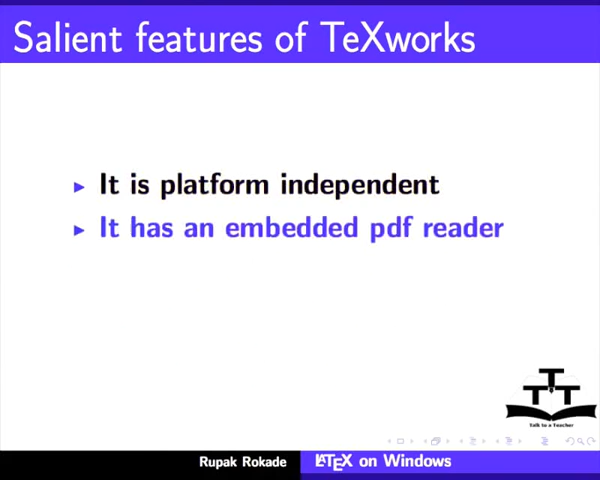 Salient features of TeXworks
It is platform independent
It has an embedded pdf reader
T
T T T
Talk to a Teacher
Rupak Rokade LATEX on Windows